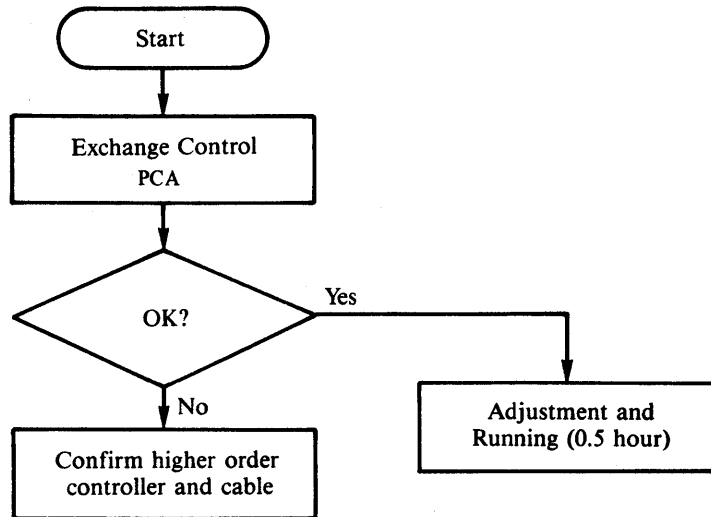 Start
Exchange Control
PCA
OK?
Yes
No
Adjustment and
Running (0.5 hour)
Confirm higher order
controller and cable